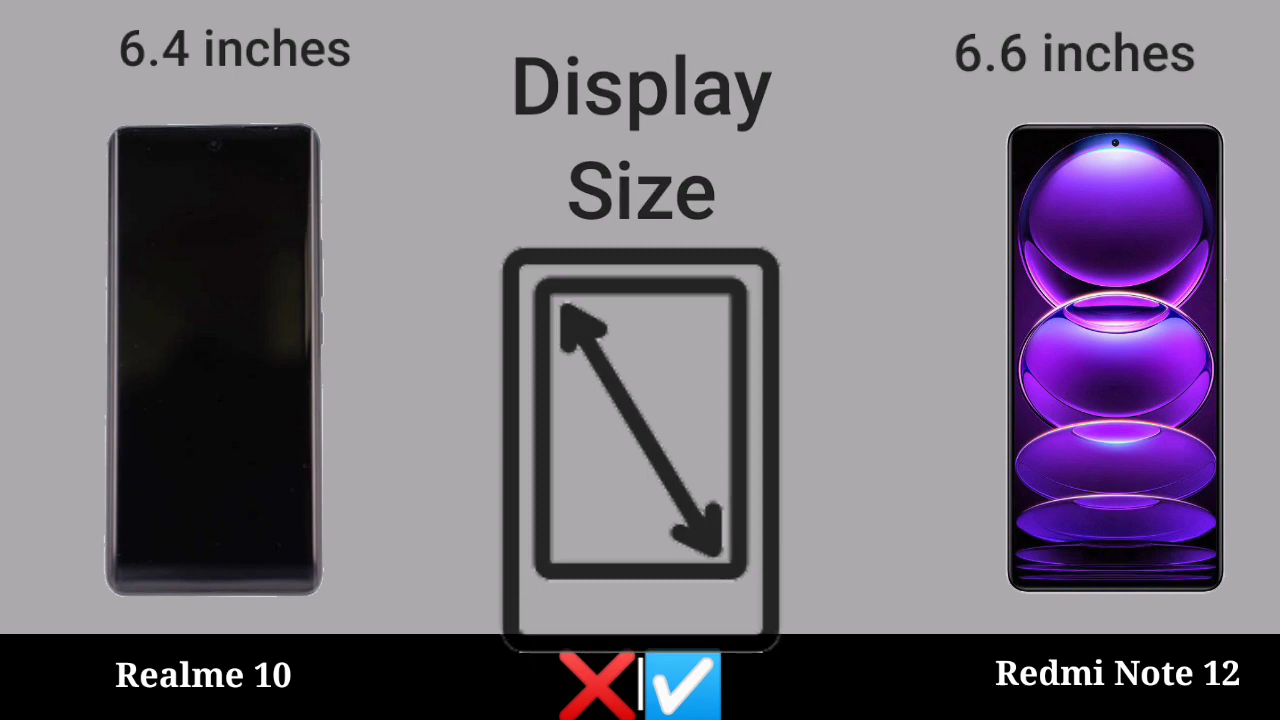 6.4 inches
Display
Size
6.6 inches
Realme 10
Redmi Note 12